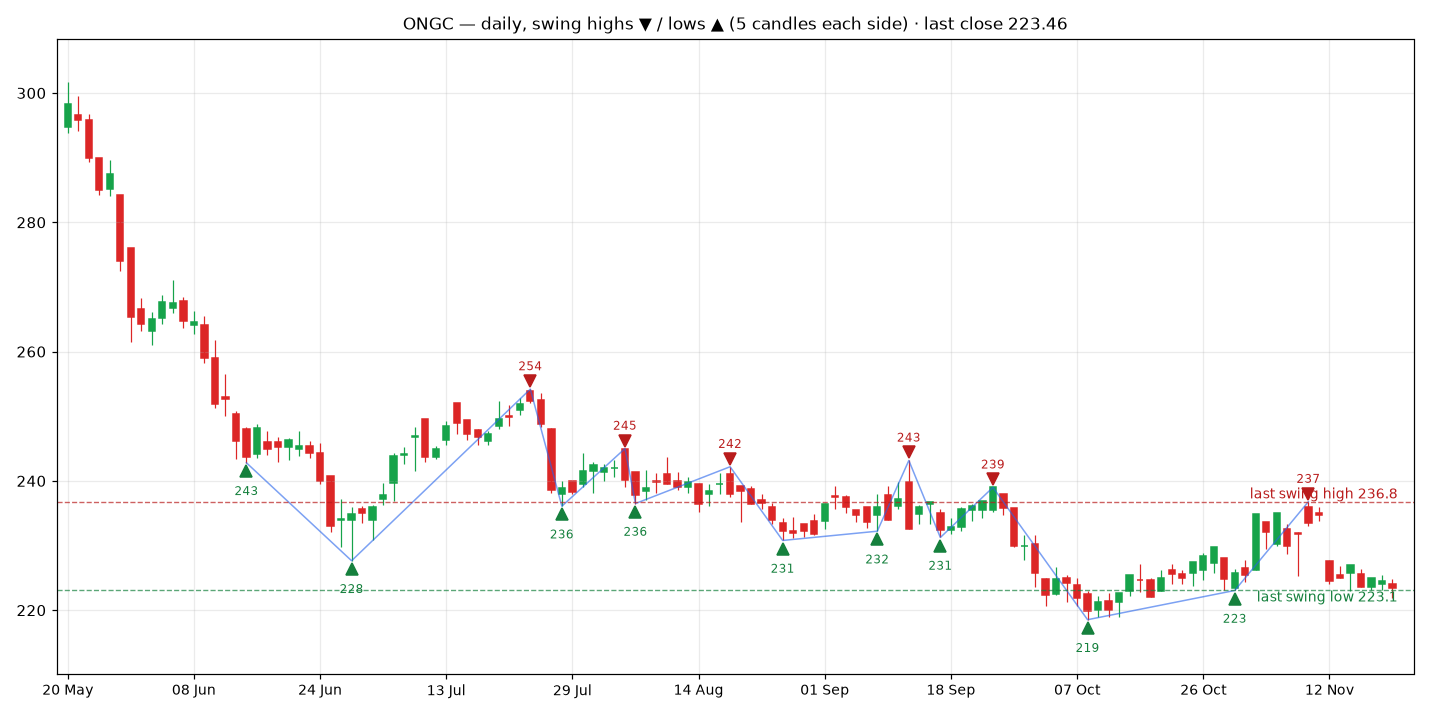 ONGC — daily, swing highs ▼ / lows ▲ (5 candles each side) · last close 223.46
300
280
260
240
220
254
245
242
243
239
237
last swing high 236.8
243
228
236
236
231
232
231
219
223
last swing low 223.1
20 May
08 Jun
24 Jun
13 Jul
29 Jul
14 Aug
01 Sep
18 Sep
07 Oct
26 Oct
12 Nov